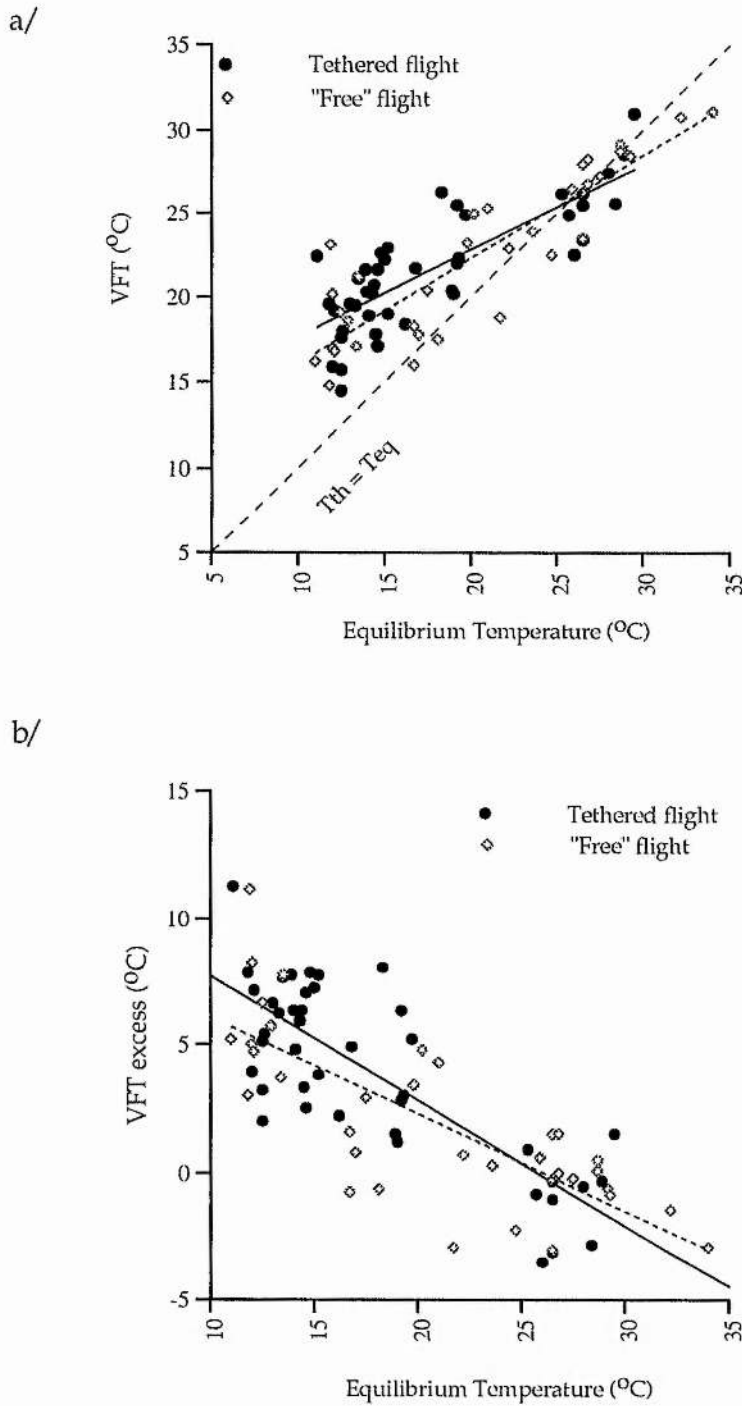 a/
35
Tethered flight
"Free" flight
30
25
VFT (°C)
20
15
10
Tth = Teq
5
5
10
15
20
25
30
35
Equilibrium Temperature (°C)
b/
15
Tethered flight
"Free" flight
10
VFT excess (°C)
5
0
-5
10
15
20
25
30
35
Equilibrium Temperature (°C)